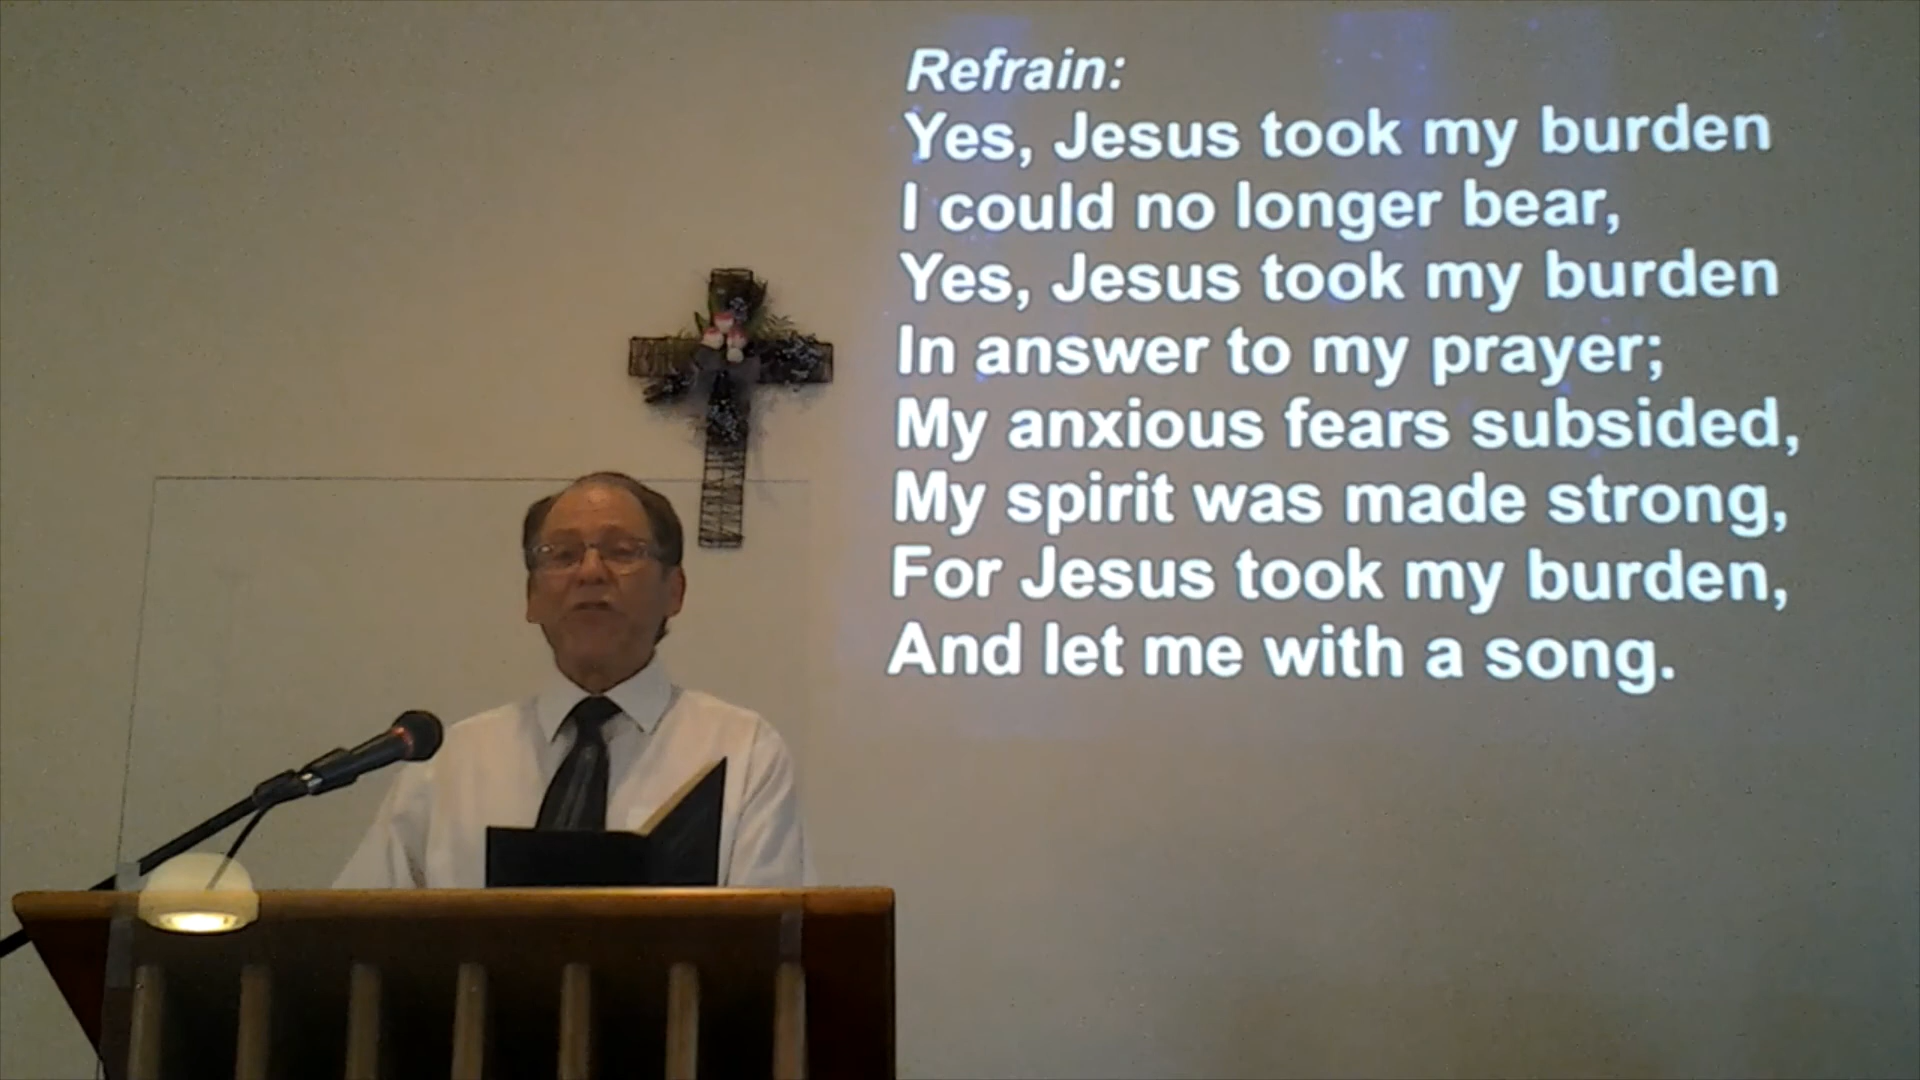 Refrain:
Yes, Jesus took my burden
I could no longer bear,
Yes, Jesus took my burden
In answer to my prayer;
My anxious fears subsided,
My spirit was made strong,
For Jesus took my burden,
And let me with a song.